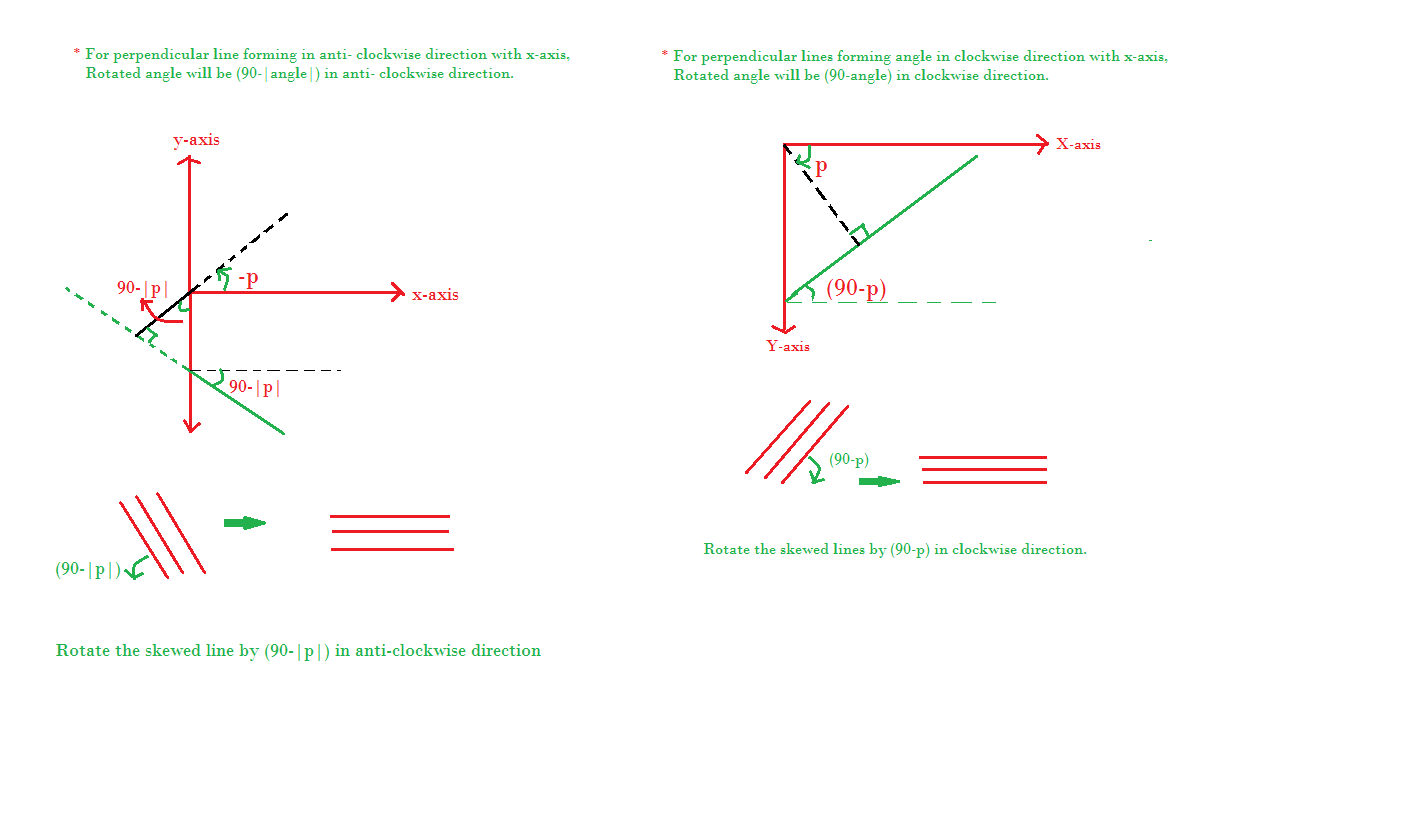 * For perpendicular line forming in anti- clockwise direction with x-axis,
Rotated angle will be (90-|angle|) in anti- clockwise direction.
y-axis
-p
90-|p|
x-axis
90-|p|
(90-|p|)
Rotate the skewed line by (90-|p|) in anti-clockwise direction
* For perpendicular lines forming angle in clockwise direction with x-axis,
Rotated angle will be (90-angle) in clockwise direction.
X-axis
p
(90-p)
Y-axis
(90-p)
Rotate the skewed lines by (90-p) in clockwise direction.